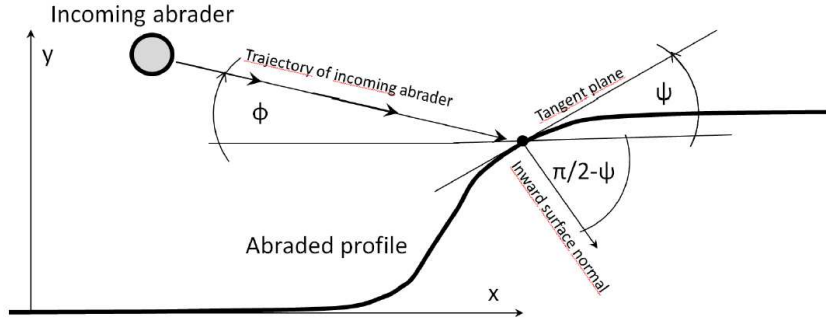 Incoming abrader
y
Trajectory of incoming abrader
ϕ
Tangent plane
ψ
π/2-ψ
Inward surface
normal
Abraded profile
x